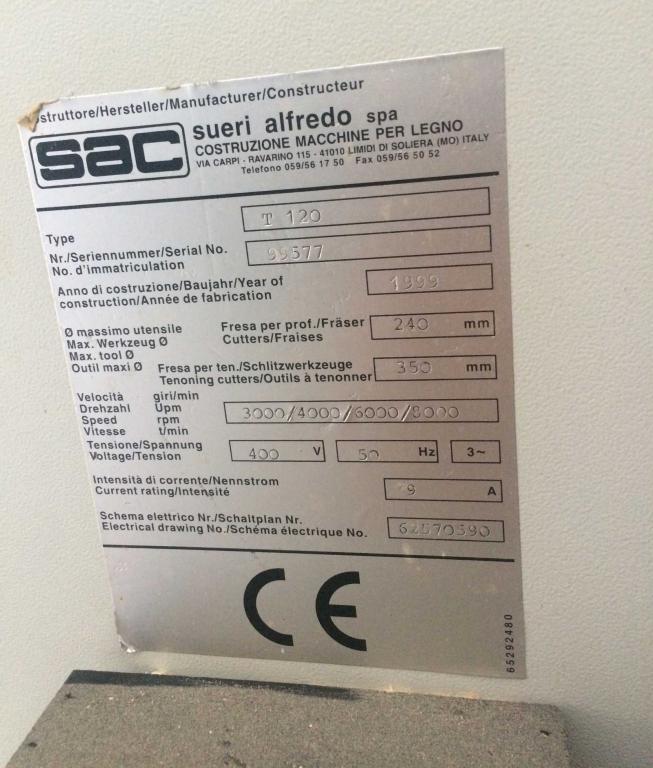 struttore/Hersteller/Manufacturer/Constructeur
sac
sueri alfredo spa
COSTRUZIONE MACCHINE PER LEGNO
VIA CARPI - RAVARINO 115 - 41010 LIMIDI DI SOLIERA (MO) ITALY
Telefono 059/56 17 50 Fax 059/56 50 52
Type T 120
Nr./Seriennummer/Serial No. 99577
No. d'immatriculation
Anno di costruzione/Baujahr/Year of
construction/Année de fabrication 1999
Ø massimo utensile
Max. Werkzeug Ø
Max. tool Ø
Outil maxi Ø
Fresa per prof./Fräser
Cutters/Fraises
240 mm
Fresa per ten./Schlitzwerkzeuge
Tenoning cutters/Outils à tenonner
350 mm
Velocità giri/min
Drehzahl Upm
Speed rpm
Vitesse t/min
3000/4000/6000/8000
Tensione/Spannung
Voltage/Tension
400 V 50 Hz 3~
Intensità di corrente/Nennstrom
Current rating/Intensité
9 A
Schema elettrico Nr./Schaltplan Nr.
Electrical drawing No./Schéma électrique No.
62570590
CE
65292480